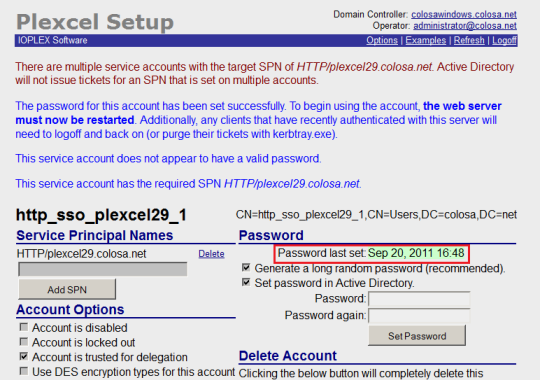 Plexcel Setup
Domain Controller: colosawindows.colosa.net
Operator: administrator@colosa.net
IOPLEX Software
Options | Examples | Refresh | Logoff
There are multiple service accounts with the target SPN of HTTP/plexcel29.colosa.net. Active Directory
will not issue tickets for an SPN that is set on multiple accounts.
The password for this account has been set successfully. To begin using the account, the web server
must now be restarted. Additionally, any clients that have recently authenticated with this server will
need to logoff and back on (or purge their tickets with kerbtray.exe).
This service account does not appear to have a valid password.
This service account has the required SPN HTTP/plexcel29.colosa.net.
http_sso_plexcel29_1
CN=http_sso_plexcel29_1,CN=Users,DC=colosa,DC=net
Service Principal Names
HTTP/plexcel29.colosa.net
Delete
Add SPN
Account Options
Account is disabled
Account is locked out
Account is trusted for delegation
Use DES encryption types for this account
Password
Password last set: Sep 20, 2011 16:48
Generate a long random password (recommended).
Set password in Active Directory.
Password:
Password again:
Set Password
Delete Account
Clicking the below button will completely delete this